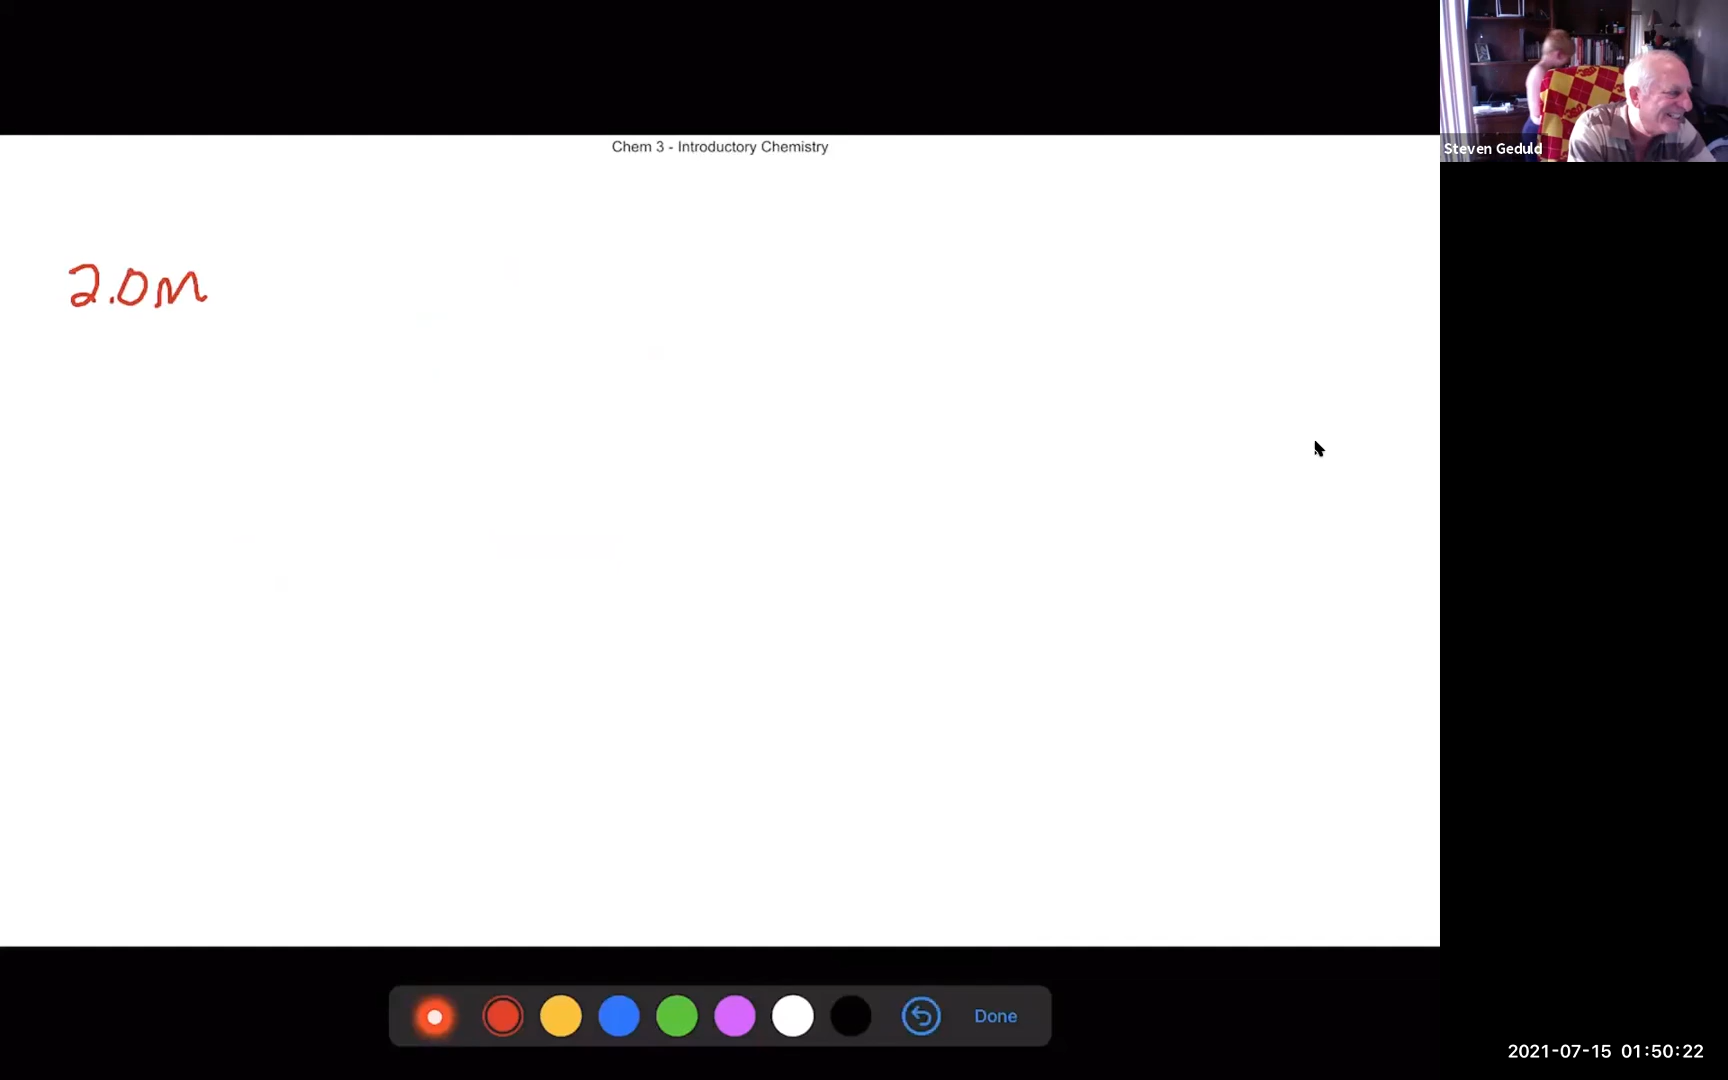 Chem 3 - Introductory Chemistry
Steven Geduld
2.0M
Done
2021-07-15 01:50:22